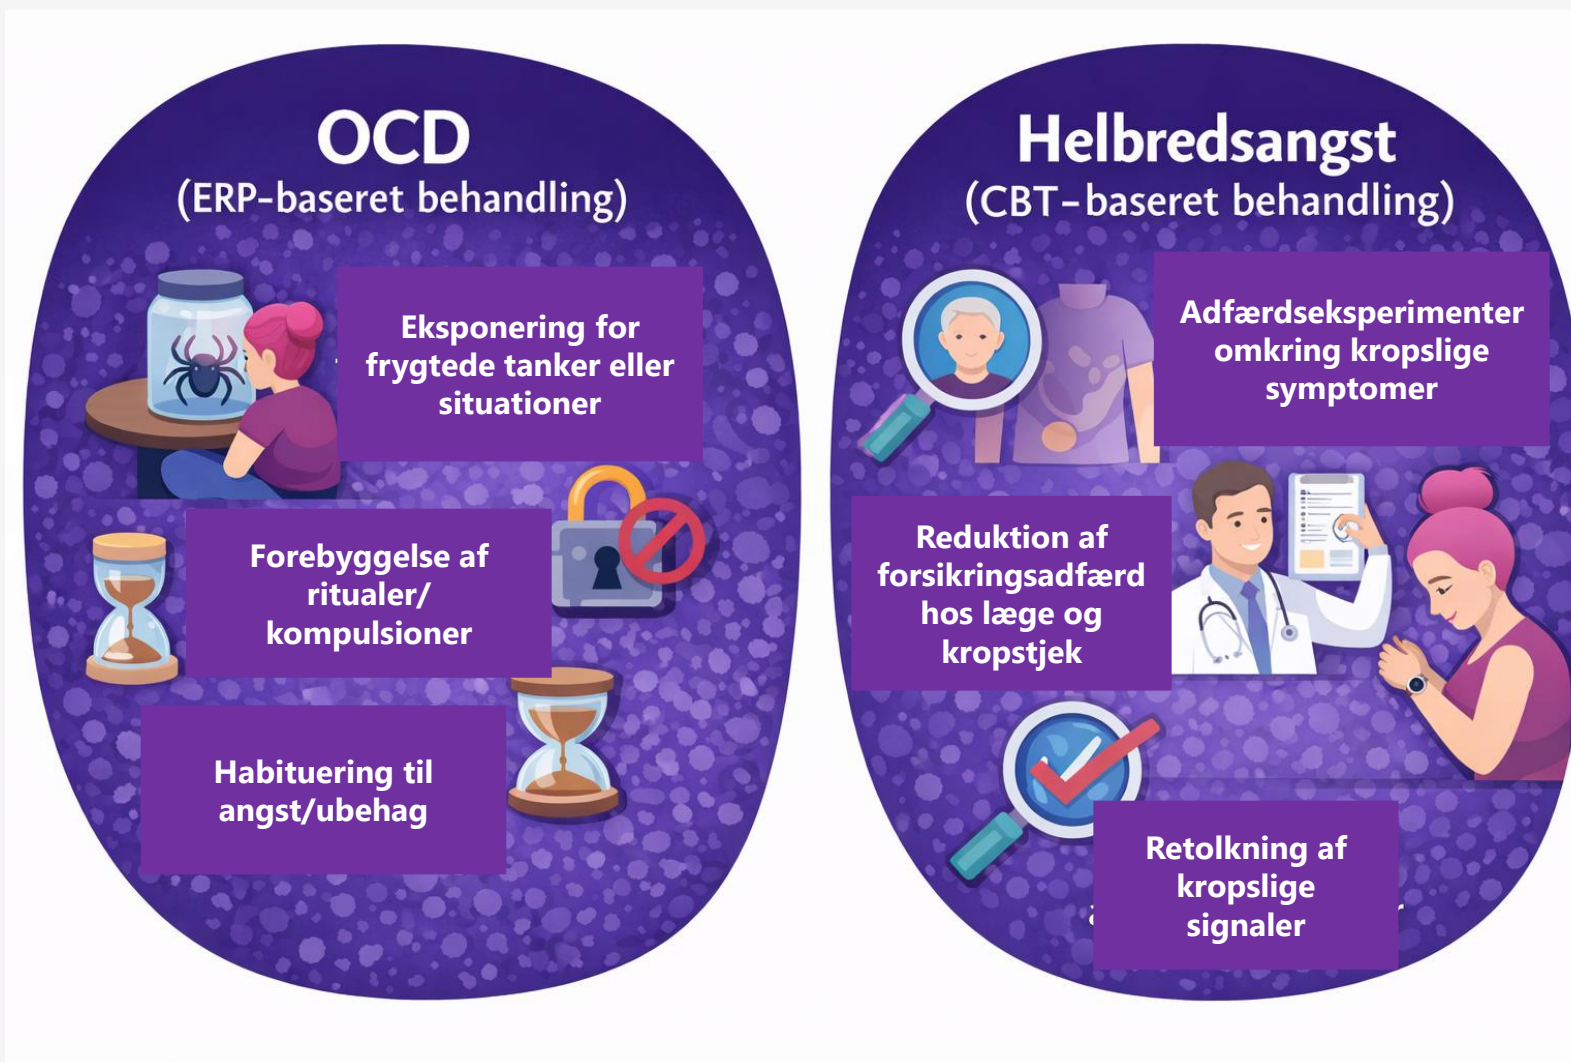 OCD
(ERP-baseret behandling)
Eksponering for
frygtede tanker eller
situationer
Forebyggelse af
ritualer/
kompulsioner
Habituering til
angst/ubehag
Helbredsangst
(CBT-baseret behandling)
Adfærdseksperimenter
omkring kropslige
symptomer
Reduktion af
forsikringsadfærd
hos læge og
kropstjek
Retolkning af
kropslige
signaler